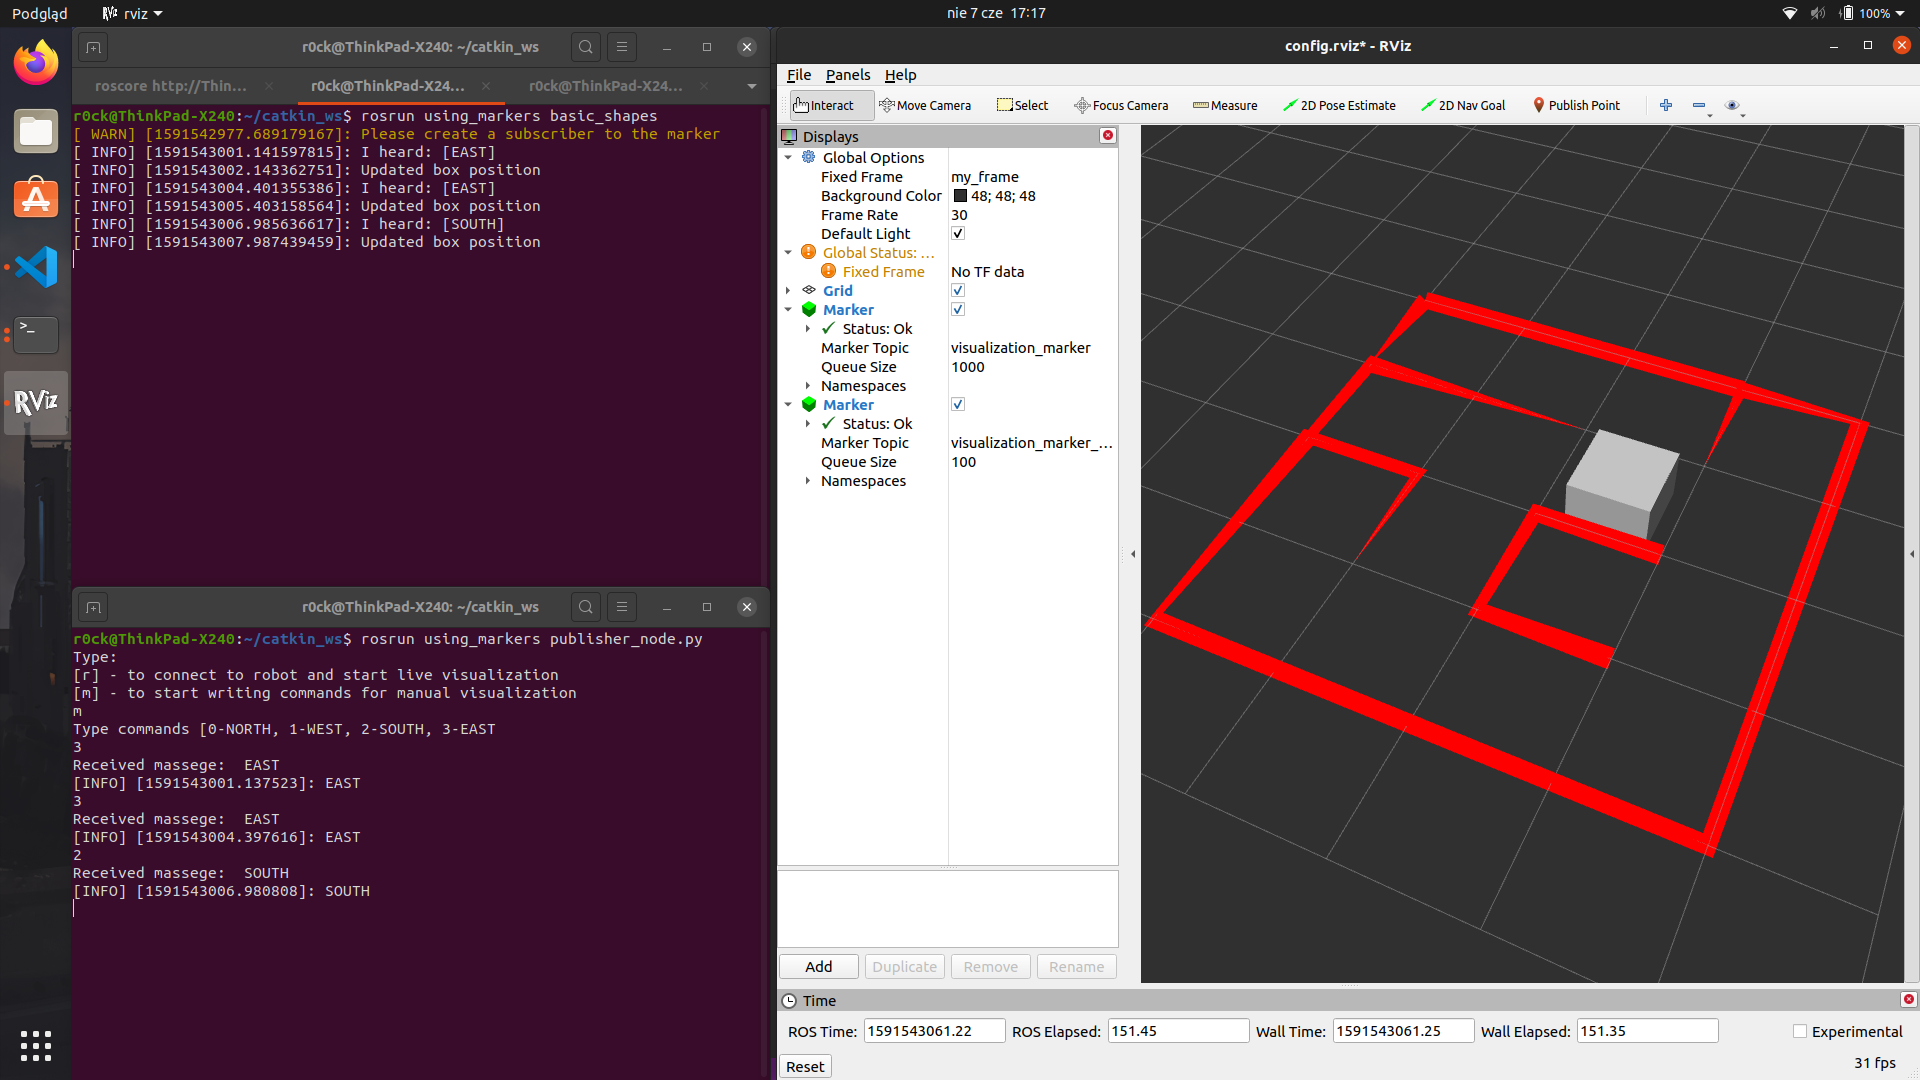 Podgląd
RViz rviz
nie 7 cze 17:17
100%
r0ck@ThinkPad-X240: ~/catkin_ws
roscore http://Thin...
r0ck@ThinkPad-X24...
r0ck@ThinkPad-X24...
r0ck@ThinkPad-X240:~/catkin_ws$ rosrun using_markers basic_shapes
[ WARN] [1591542977.689179167]: Please create a subscriber to the marker
[ INFO] [1591543001.141597815]: I heard: [EAST]
[ INFO] [1591543002.143362751]: Updated box position
[ INFO] [1591543004.401355386]: I heard: [EAST]
[ INFO] [1591543005.403158564]: Updated box position
[ INFO] [1591543006.985636617]: I heard: [SOUTH]
[ INFO] [1591543007.987439459]: Updated box position
>_
RViz
r0ck@ThinkPad-X240: ~/catkin_ws
r0ck@ThinkPad-X240:~/catkin_ws$ rosrun using_markers publisher_node.py
Type:
[r] - to connect to robot and start live visualization
[m] - to start writing commands for manual visualization
m
Type commands [0-NORTH, 1-WEST, 2-SOUTH, 3-EAST
3
Received massege:  EAST
[INFO] [1591543001.137523]: EAST
3
Received massege:  EAST
[INFO] [1591543004.397616]: EAST
2
Received massege:  SOUTH
[INFO] [1591543006.980808]: SOUTH
config.rviz* - RViz
File Panels Help
Interact Move Camera Select Focus Camera Measure 2D Pose Estimate 2D Nav Goal Publish Point
Displays
Global Options
Fixed Frame my_frame
Background Color 48; 48; 48
Frame Rate 30
Default Light
Global Status: ...
Fixed Frame No TF data
Grid
Marker
Status: Ok
Marker Topic visualization_marker
Queue Size 1000
Namespaces
Marker
Status: Ok
Marker Topic visualization_marker_...
Queue Size 100
Namespaces
Add Duplicate Remove Rename
Time
ROS Time: 1591543061.22 ROS Elapsed: 151.45 Wall Time: 1591543061.25 Wall Elapsed: 151.35 Experimental
Reset 31 fps